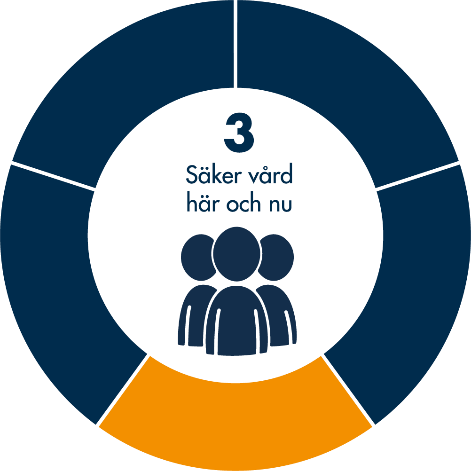 3
Säker vård
här och nu